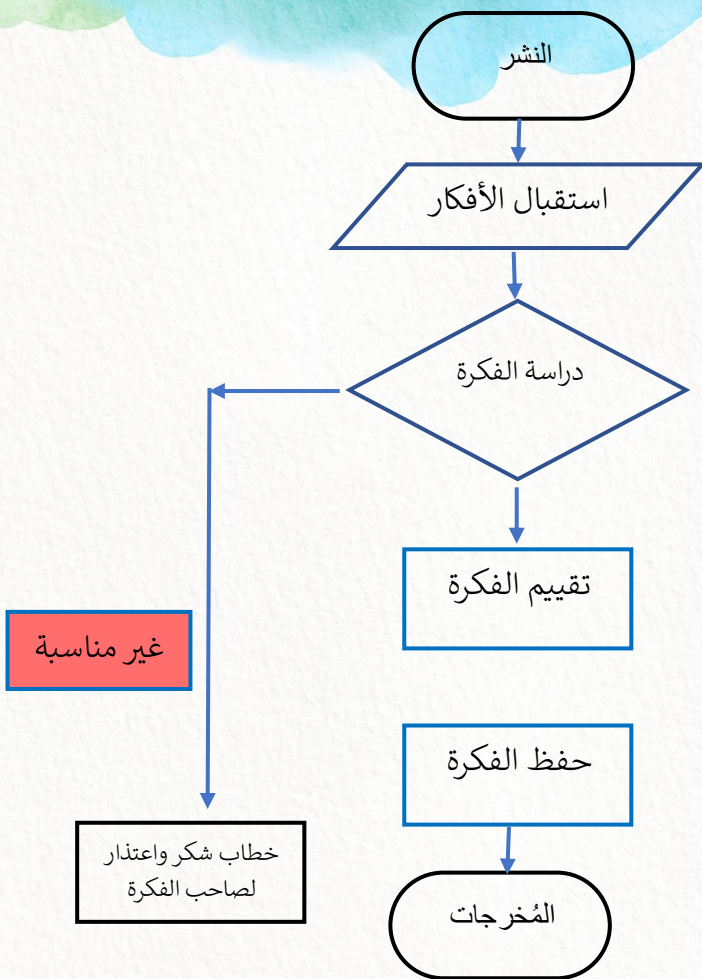 النشر
استقبال الأفكار
دراسة الفكرة
تقييم الفكرة
غير مناسبة
حفظ الفكرة
خطاب شكر واعتذار
لصاحب الفكرة
المُخرجات